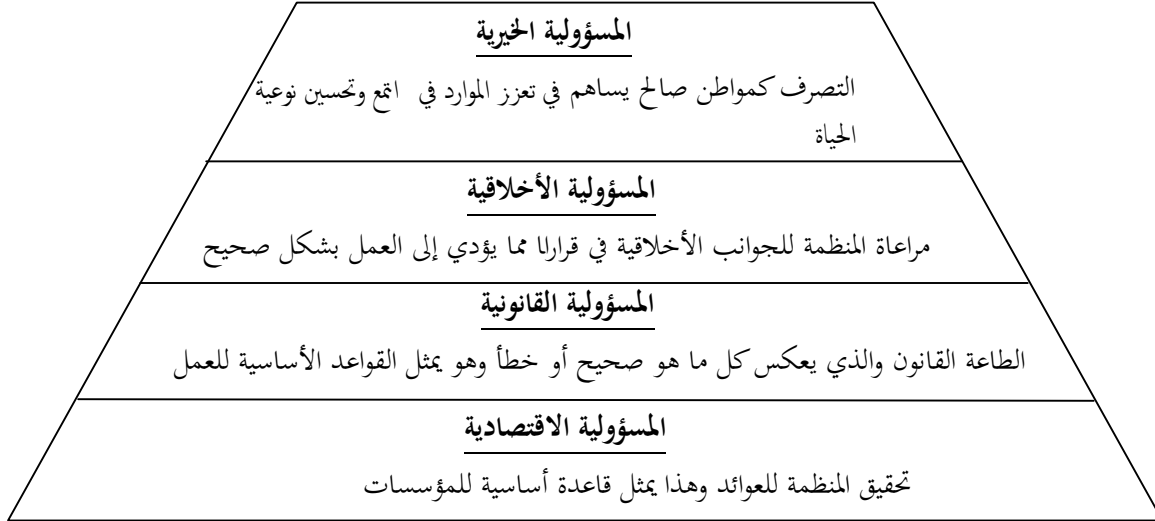 المسؤولية الخيرية
التصرف كمواطن صالح يساهم في تعزز الموارد في اتمع وتحسين نوعية
الحياة
المسؤولية الأخلاقية
مراعاة المنظمة للجوانب الأخلاقية في قراراا مما يؤدي إلى العمل بشكل صحيح
المسؤولية القانونية
الطاعة القانون والذي يعكس كل ما هو صحيح أو خطأ وهو يمثل القواعد الأساسية للعمل
المسؤولية الاقتصادية
تحقيق المنظمة للعوائد وهذا يمثل قاعدة أساسية للمؤسسات